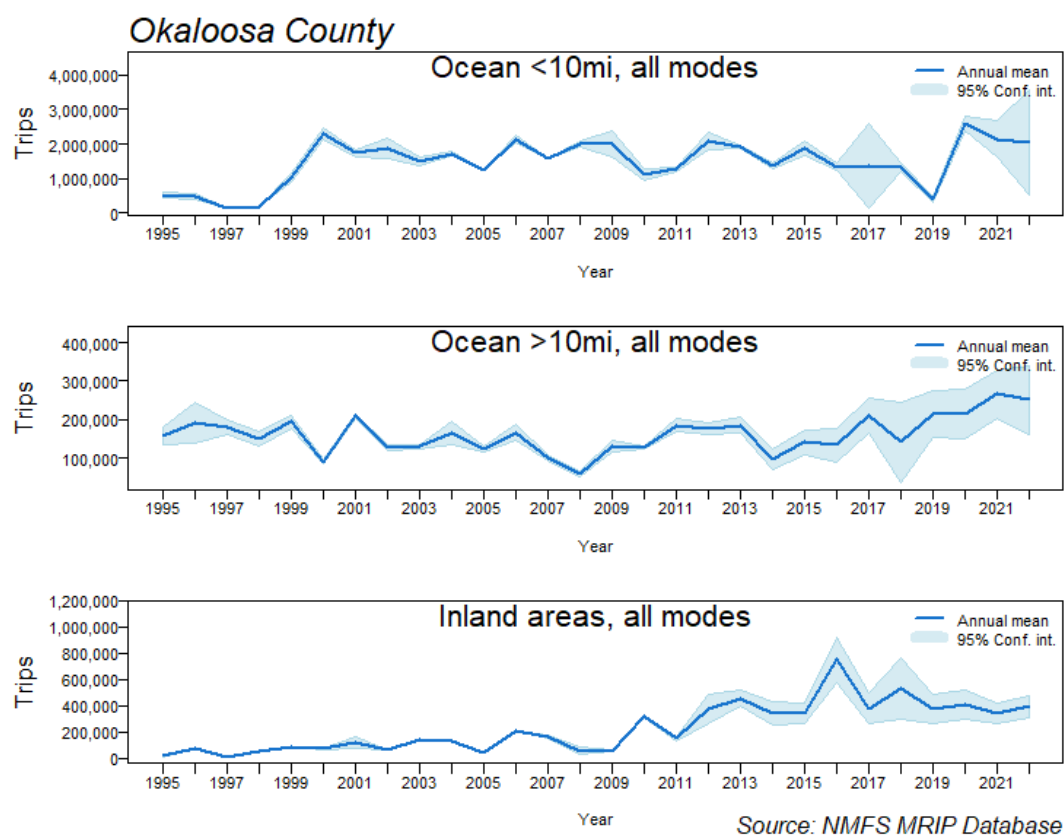 Okaloosa County
Ocean <10mi, all modes
Annual mean
95% Conf. int.
Trips
4,000,000
3,000,000
2,000,000
1,000,000
0
1995 1997 1999 2001 2003 2005 2007 2009 2011 2013 2015 2017 2019 2021
Year
Ocean >10mi, all modes
Annual mean
95% Conf. int.
Trips
400,000
300,000
200,000
100,000
1995 1997 1999 2001 2003 2005 2007 2009 2011 2013 2015 2017 2019 2021
Year
Inland areas, all modes
Annual mean
95% Conf. int.
Trips
1,200,000
1,000,000
800,000
600,000
400,000
200,000
0
1995 1997 1999 2001 2003 2005 2007 2009 2011 2013 2015 2017 2019 2021
Year
Source: NMFS MRIP Database